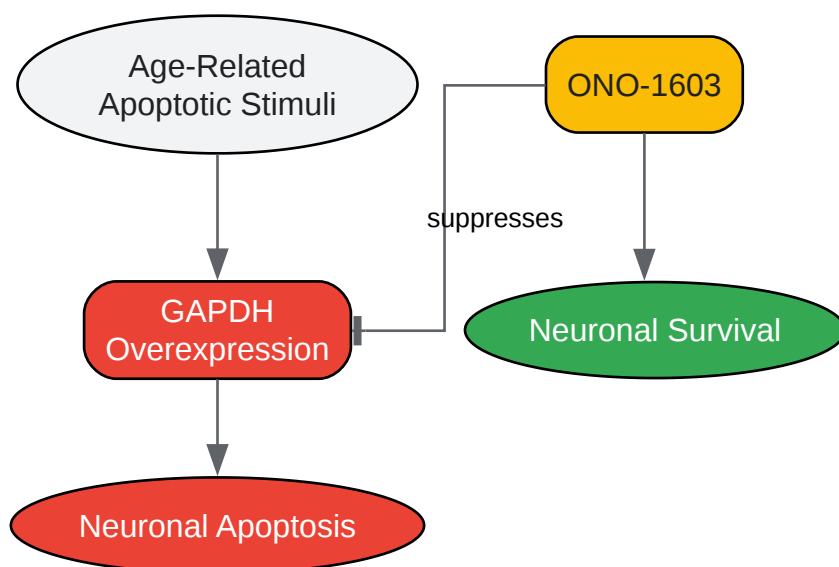 Age-Related
Apoptotic Stimuli
ONO-1603
suppresses
GAPDH
Overexpression
Neuronal Survival
Neuronal Apoptosis